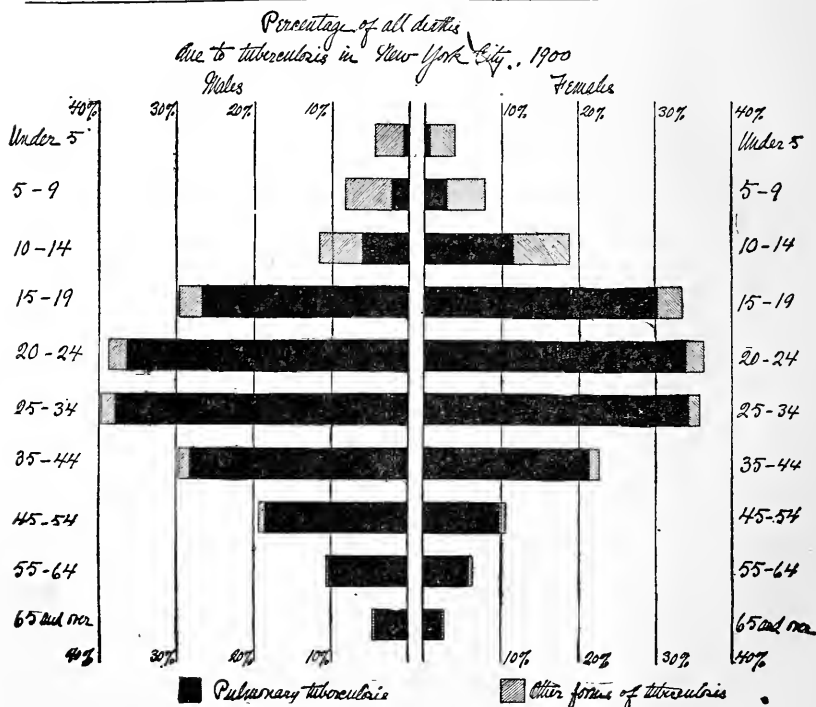 Percentage of all deaths
due to tuberculosis in New York City., 1900
Males Females
40% 30% 20% 10% 10% 20% 30% 40%
Under 5 Under 5
5-9 5-9
10-14 10-14
15-19 15-19
20-24 20-24
25-34 25-34
35-44 35-44
45-54 45-54
55-64 55-64
65 and over 65 and over
40% 30% 20% 10% 10% 20% 30% 40%
Pulmonary tuberculosis Other forms of tuberculosis